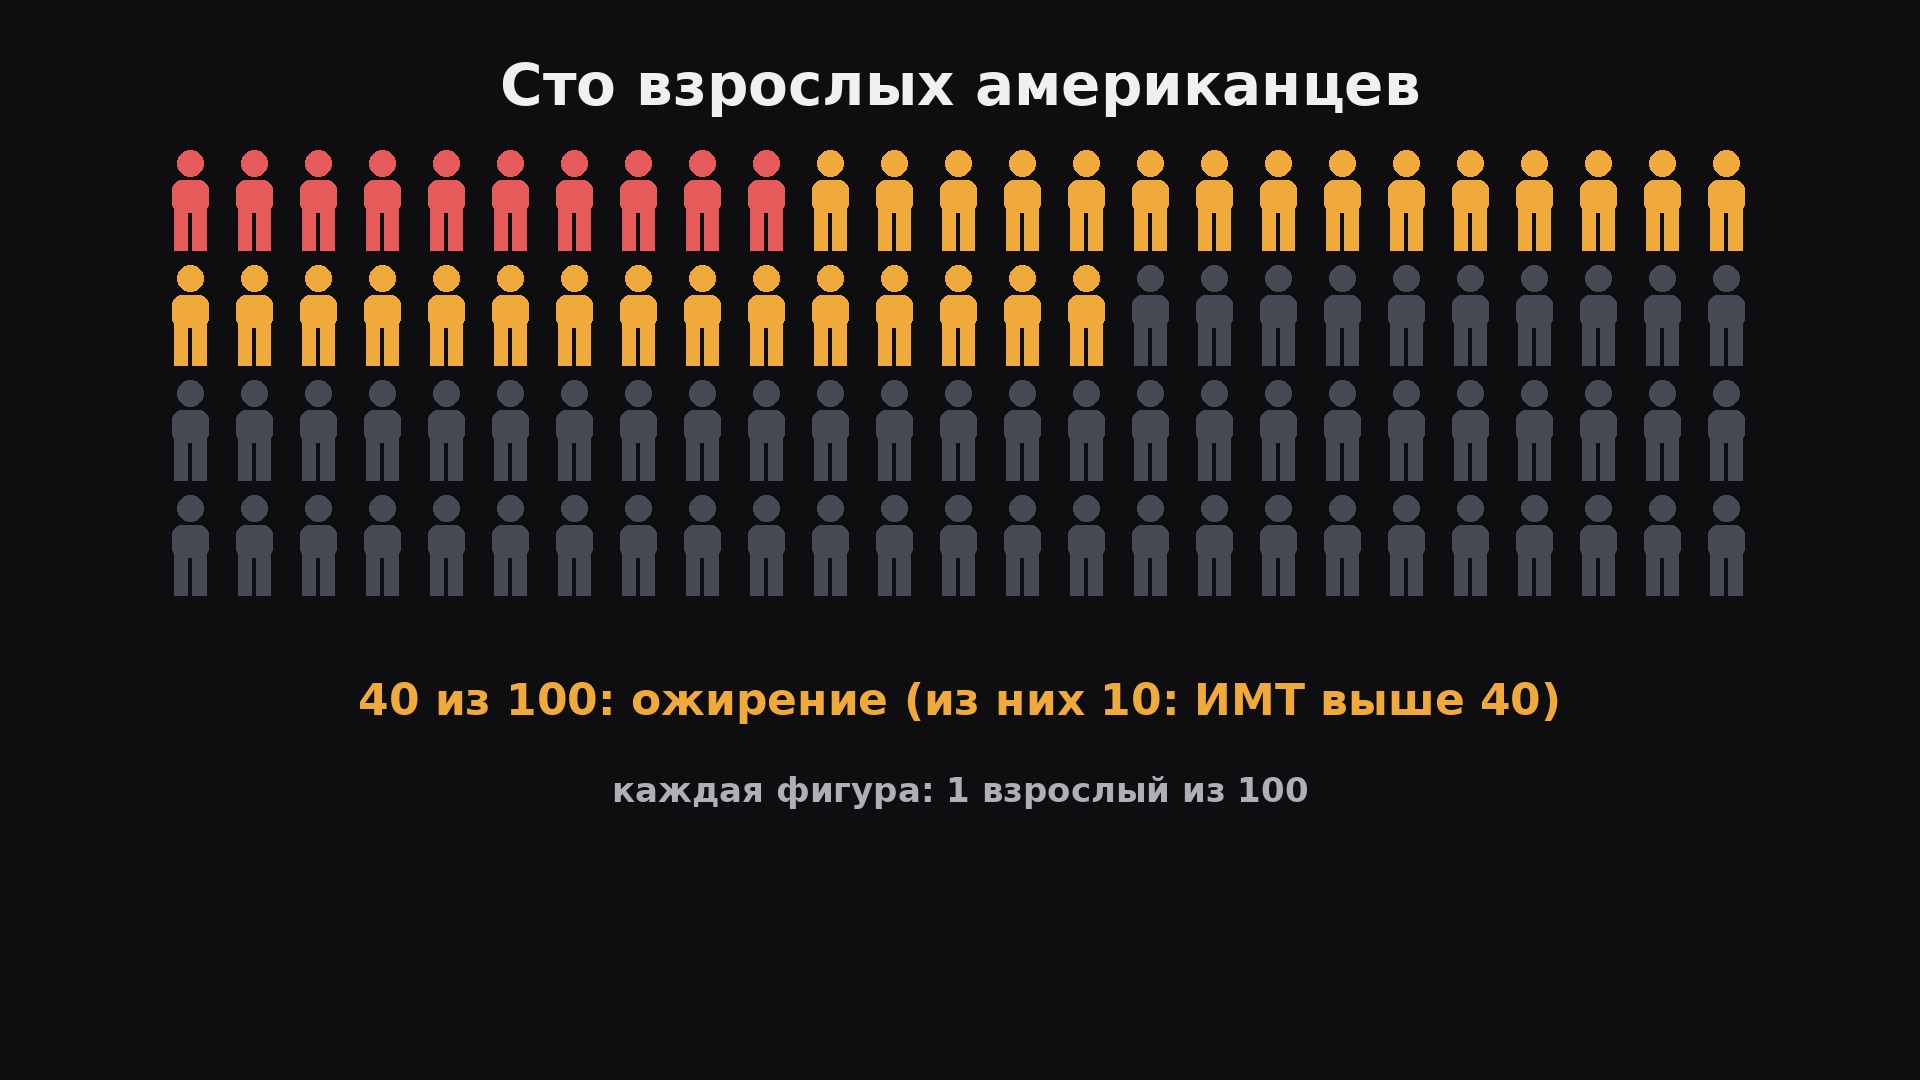 Сто взрослых американцев
40 из 100: ожирение (из них 10: ИМТ выше 40)
каждая фигура: 1 взрослый из 100